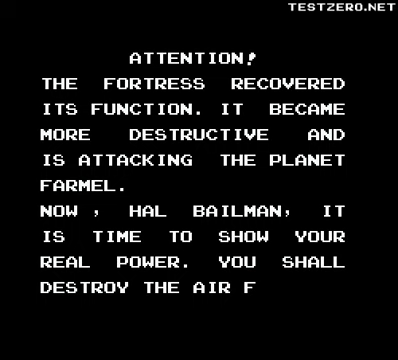 TESTZERO.NET
ATTENTION!
THE FORTRESS RECOVERED
ITS FUNCTION. IT BECAME
MORE DESTRUCTIVE AND
IS ATTACKING THE PLANET
FARMEL.
NOW , HAL BAILMAN, IT
IS TIME TO SHOW YOUR
REAL POWER. YOU SHALL
DESTROY THE AIR F